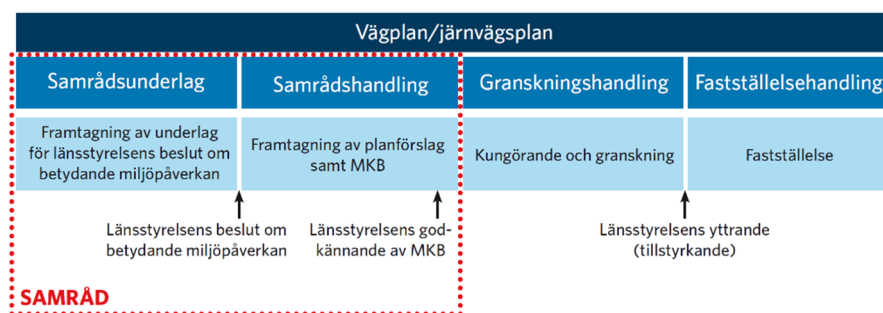 Vägplan/järnvägsplan
Samrådsunderlag
Samrådshandling
Granskningshandling
Fastställelsehandling
Framtagning av underlag
för länsstyrelsens beslut om
betydande miljöpåverkan
Framtagning av planförslag
samt MKB
Kungörande och granskning
Fastställelse
Länsstyrelsens beslut om
betydande miljöpåverkan
Länsstyrelsens god-
kännande av MKB
Länsstyrelsens yttrande
(tillstyrkande)
SAMRÅD